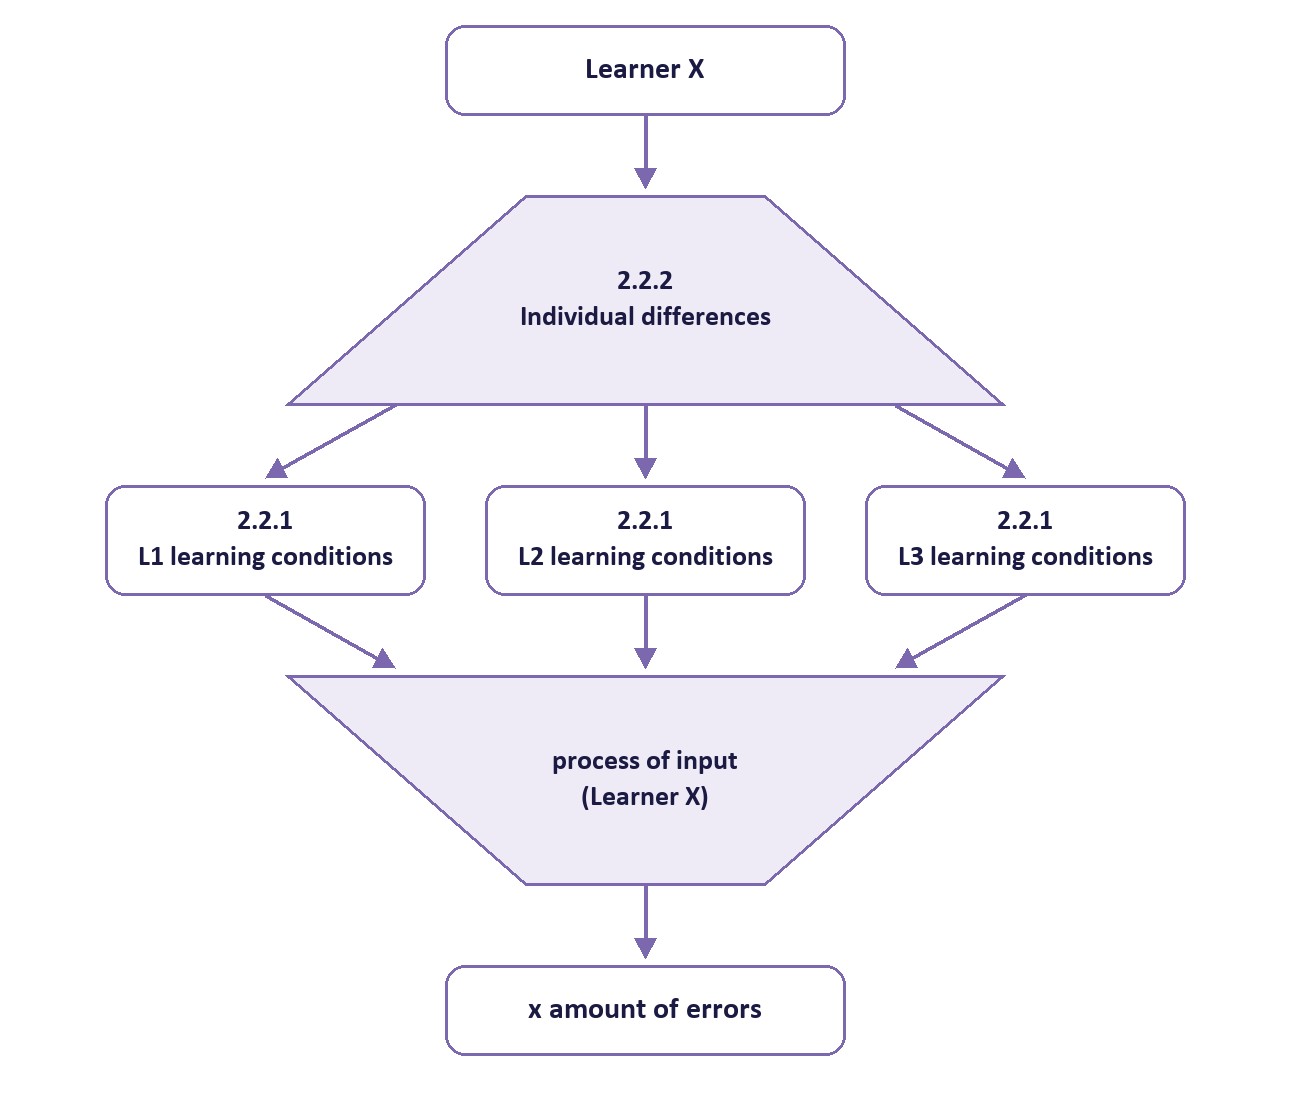 Learner X
2.2.2
Individual differences
2.2.1
L1 learning conditions
2.2.1
L2 learning conditions
2.2.1
L3 learning conditions
process of input
(Learner X)
x amount of errors